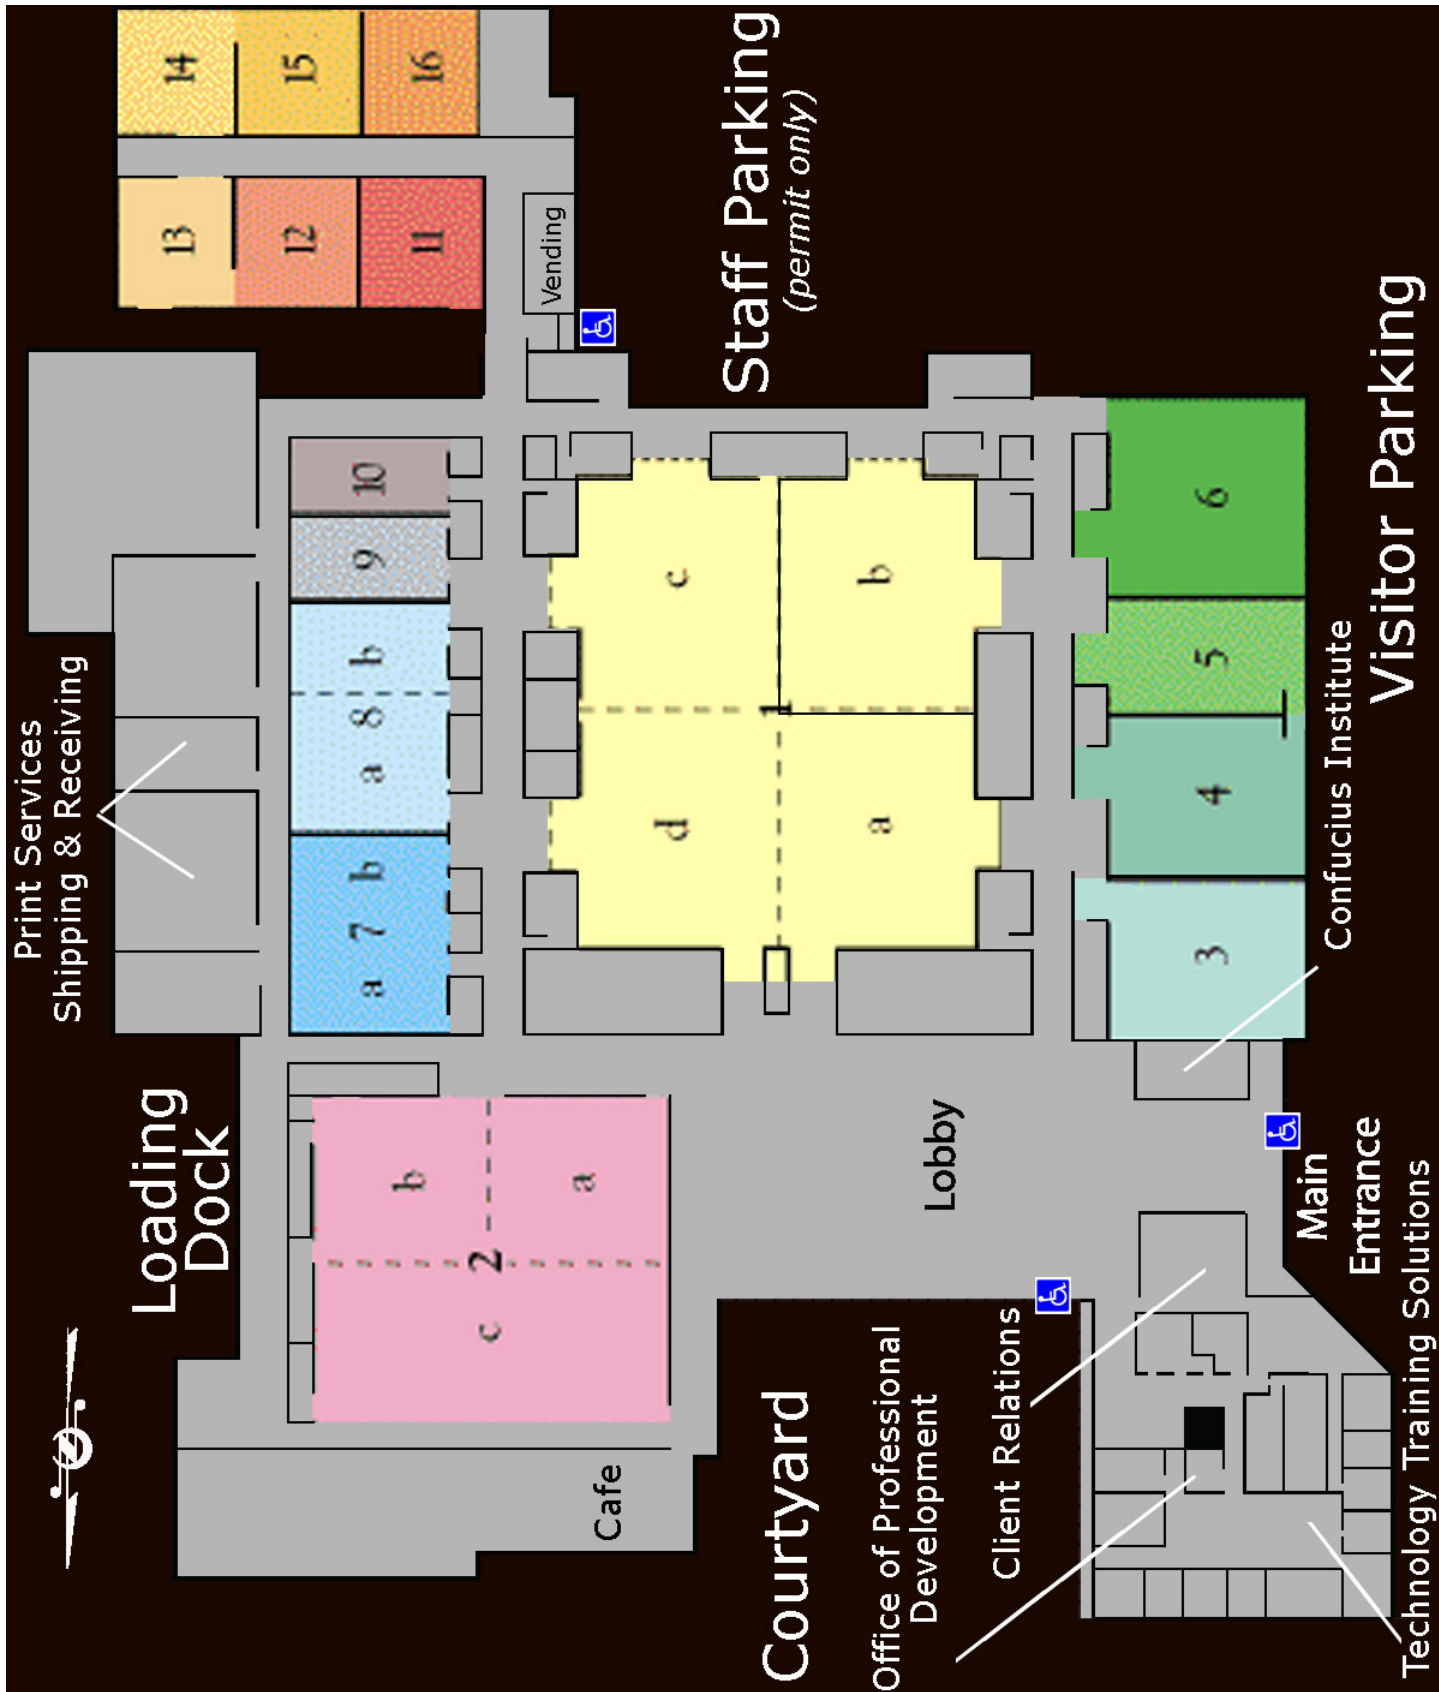 Print Services
Shipping & Receiving
N
Loading
Dock
13
14
12
15
11
16
a 7 b
a 8 b
9
10
Vending
b
2
c
a
Cafe
d
c
1
a
b
Staff Parking
(permit only)
Courtyard
Lobby
Office of Professional
Development
Client Relations
3
4
5
6
Main
Entrance
Confucius Institute
Visitor Parking
Technology Training Solutions